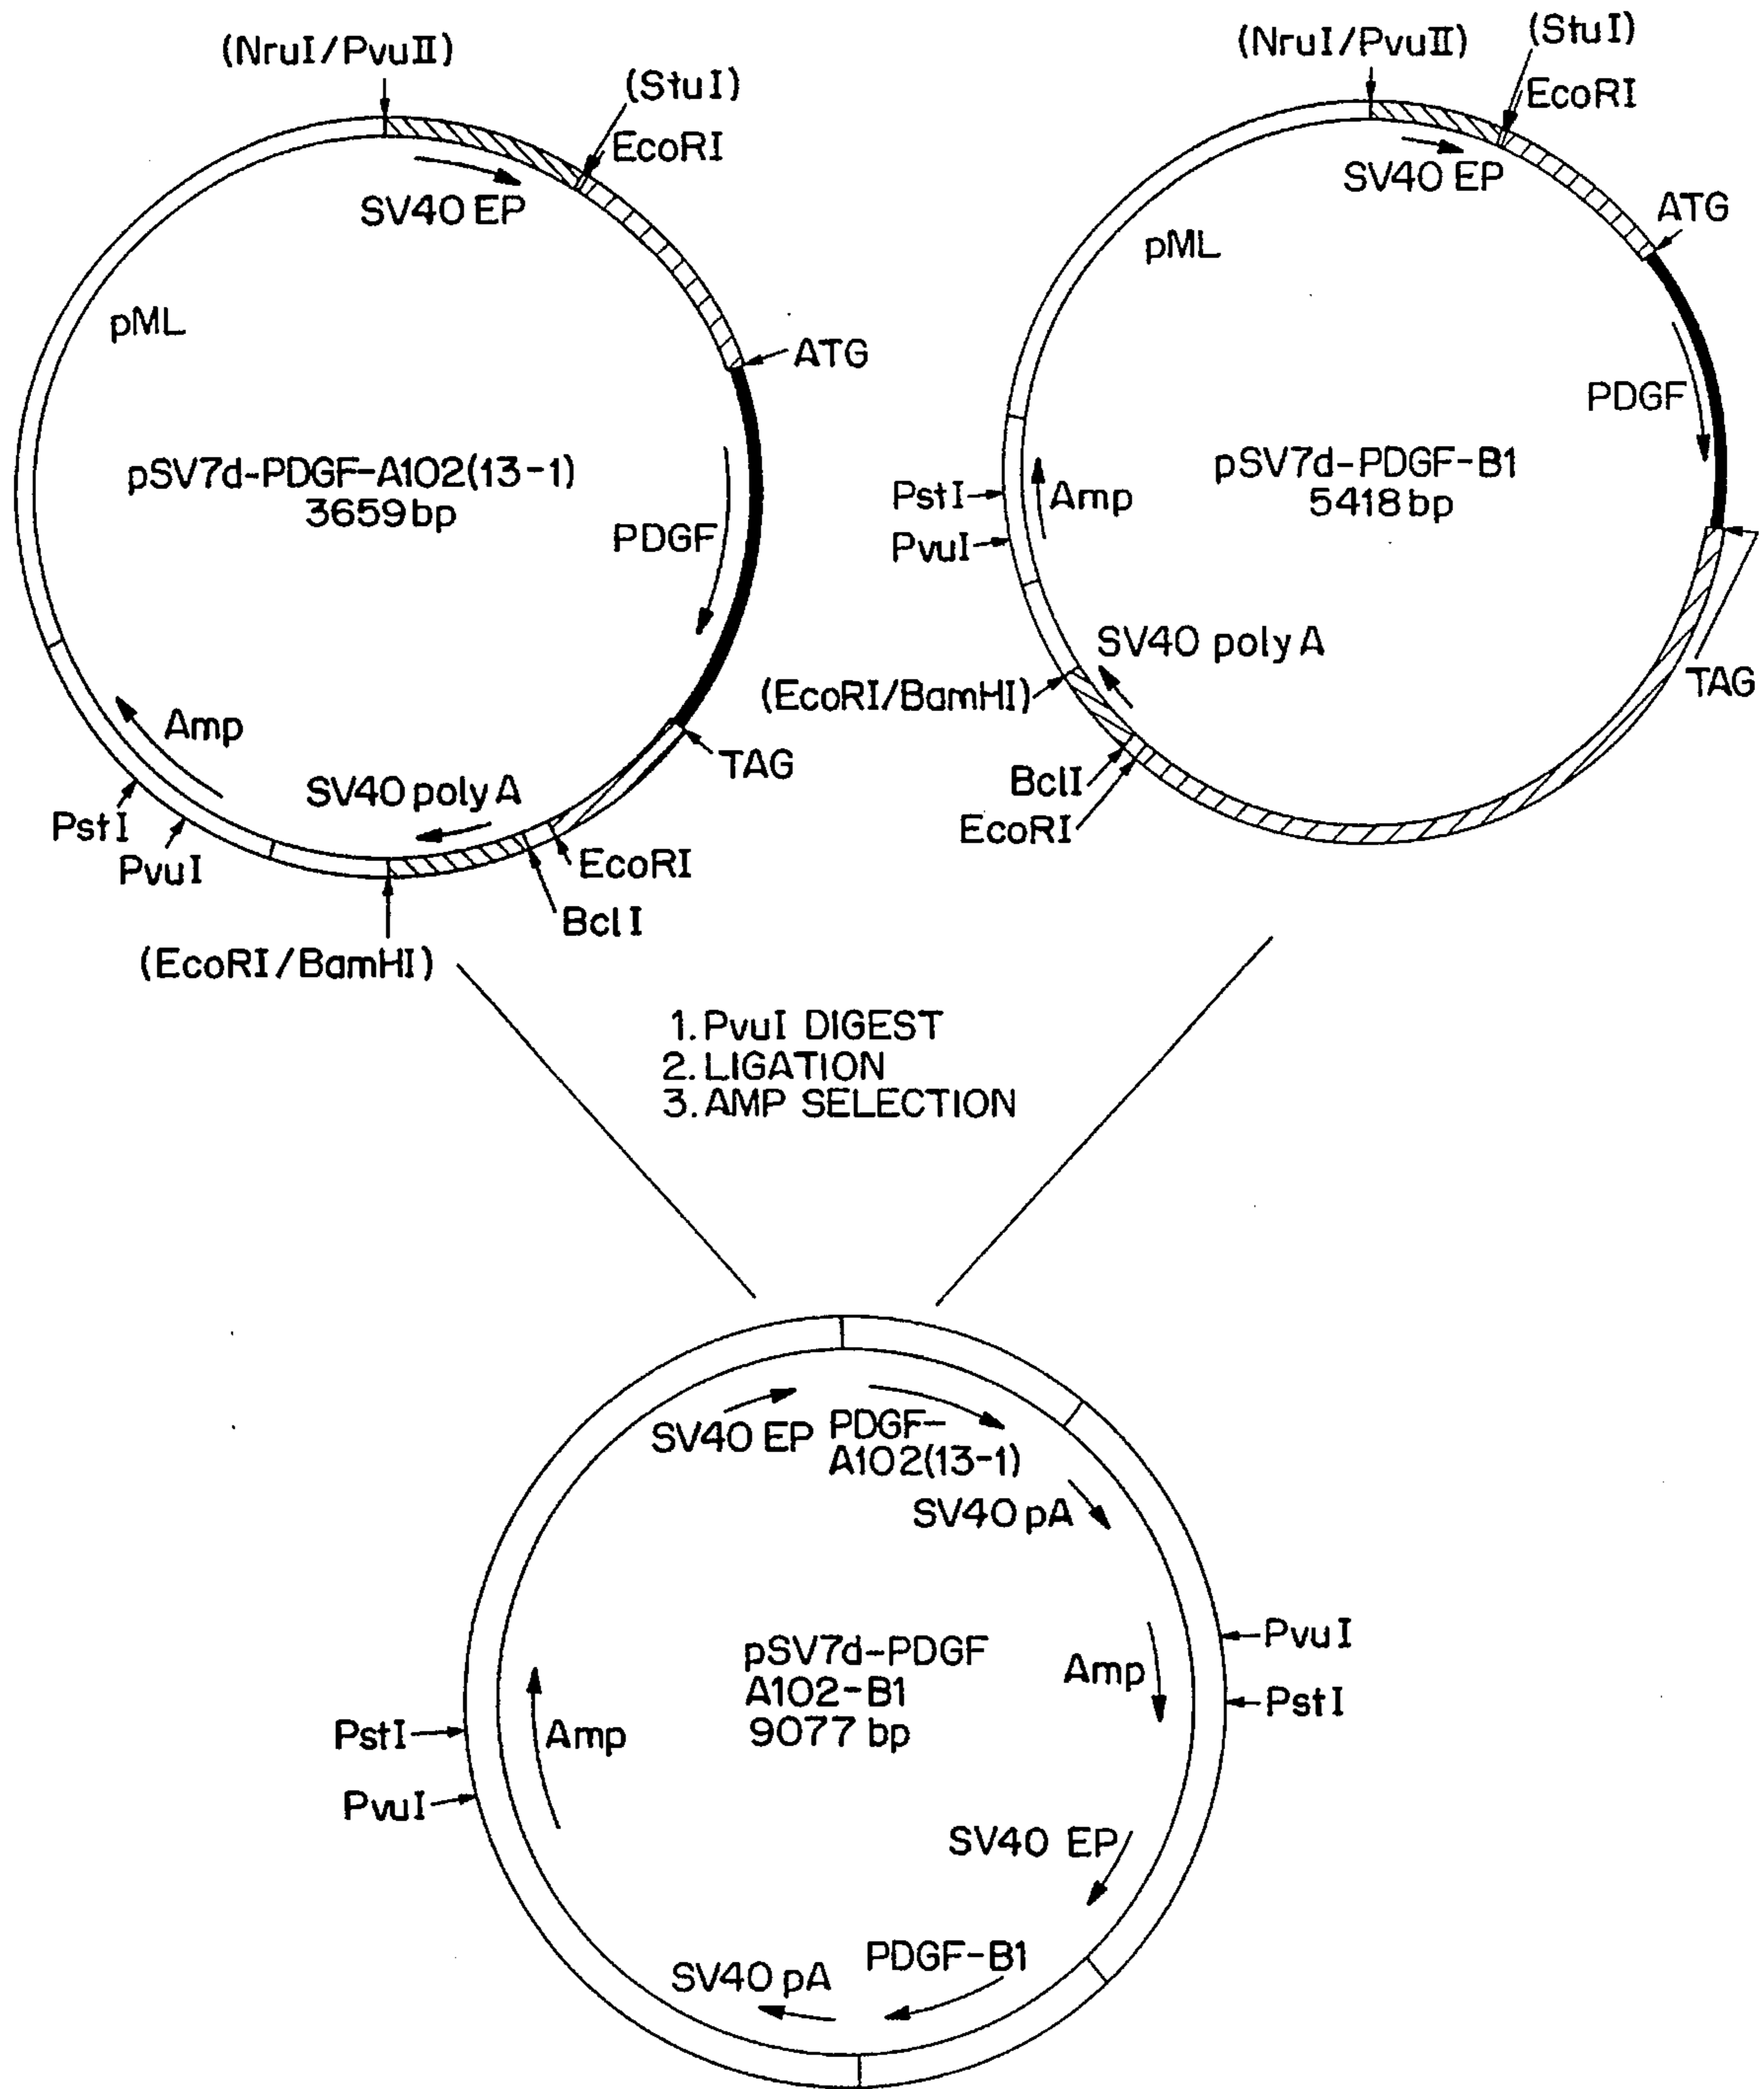 (NruI/PvuII)
(StuI)
EcoRI
SV40 EP
pML
ATG
pSV7d-PDGF-A102(13-1)
3659bp
PDGF
Amp
TAG
SV40 polyA
PstI
PvuI
EcoRI
BclI
(EcoRI/BamHI)
(NruI/PvuII)
(StuI)
EcoRI
SV40 EP
ATG
pML
PDGF
pSV7d-PDGF-B1
5418bp
PstI
Amp
PvuI
SV40 polyA
(EcoRI/BamHI)
TAG
BclI
EcoRI
1. PvuI DIGEST
2. LIGATION
3. AMP SELECTION
SV40 EP
PDGF-
A102(13-1)
SV40 pA
PvuI
pSV7d-PDGF
A102-B1
9077 bp
Amp
PstI
PstI
Amp
PvuI
SV40 EP
PDGF-B1
SV40 pA